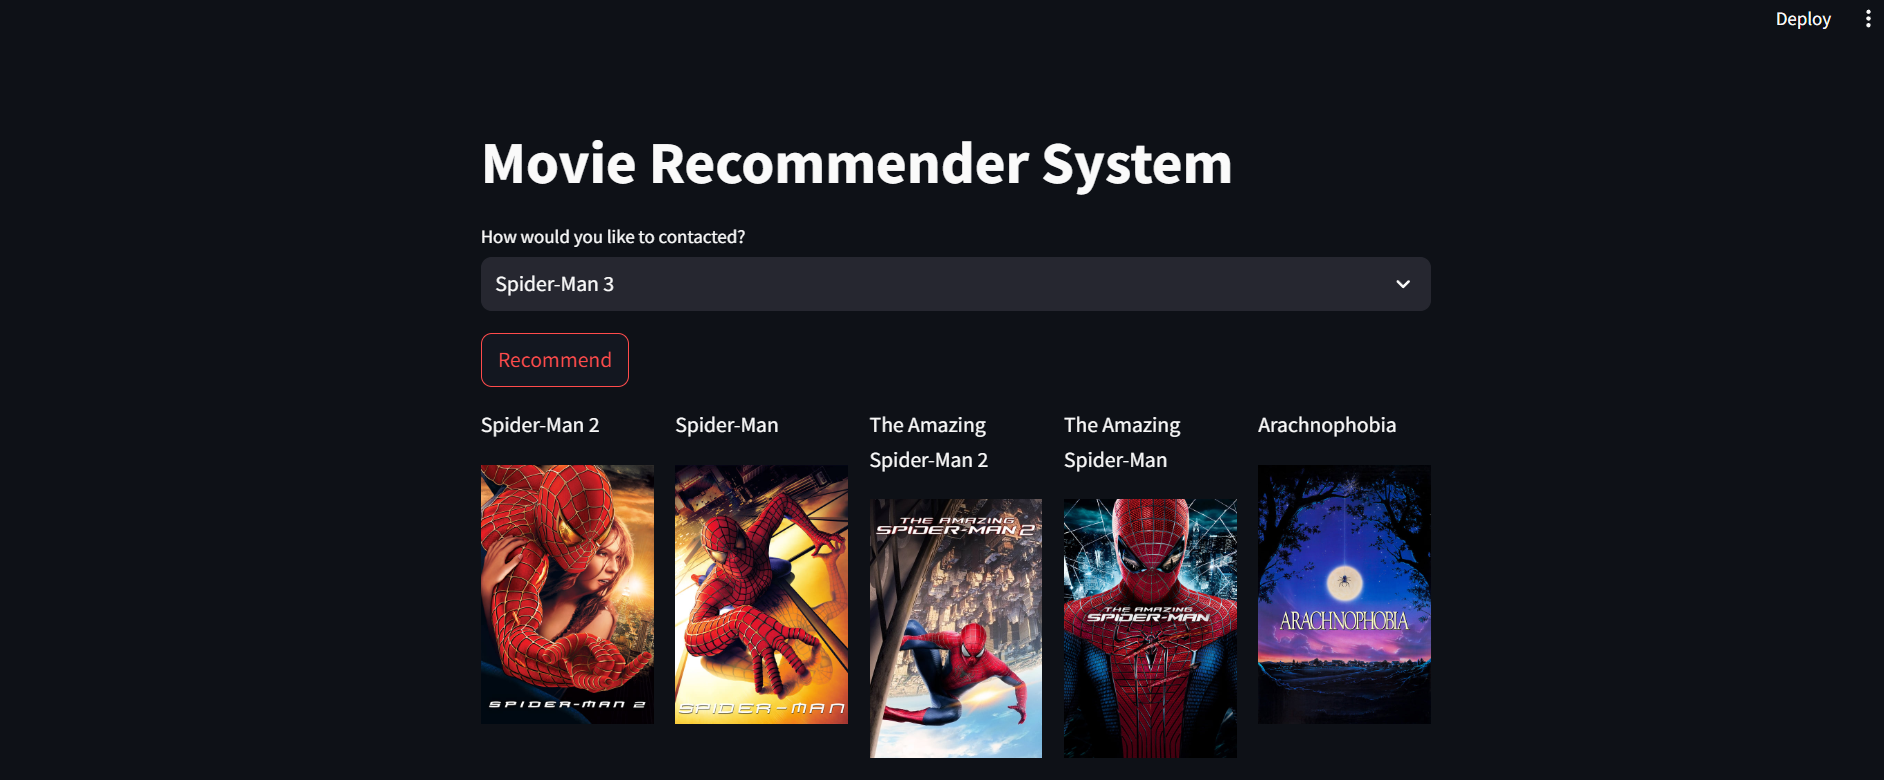 Deploy
Movie Recommender System
How would you like to contacted?
Spider-Man 3
Recommend
Spider-Man 2
Spider-Man
The Amazing
Spider-Man 2
The Amazing
Spider-Man
Arachnophobia
SPIDER-MAN 2
SPIDER-MAN
THE AMAZING
SPIDER-MAN 2
THE AMAZING
SPIDER-MAN
ARACHNOPHOBIA